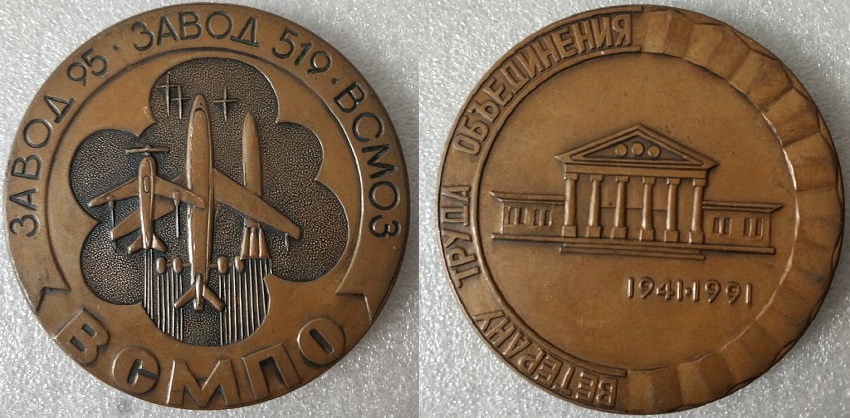 ЗАВОД 95 · ЗАВОД 519 · ВСМОЗ
ВСМПО
ВЕТЕРАНУ ТРУДА ОБЪЕДИНЕНИЯ
1941·1991